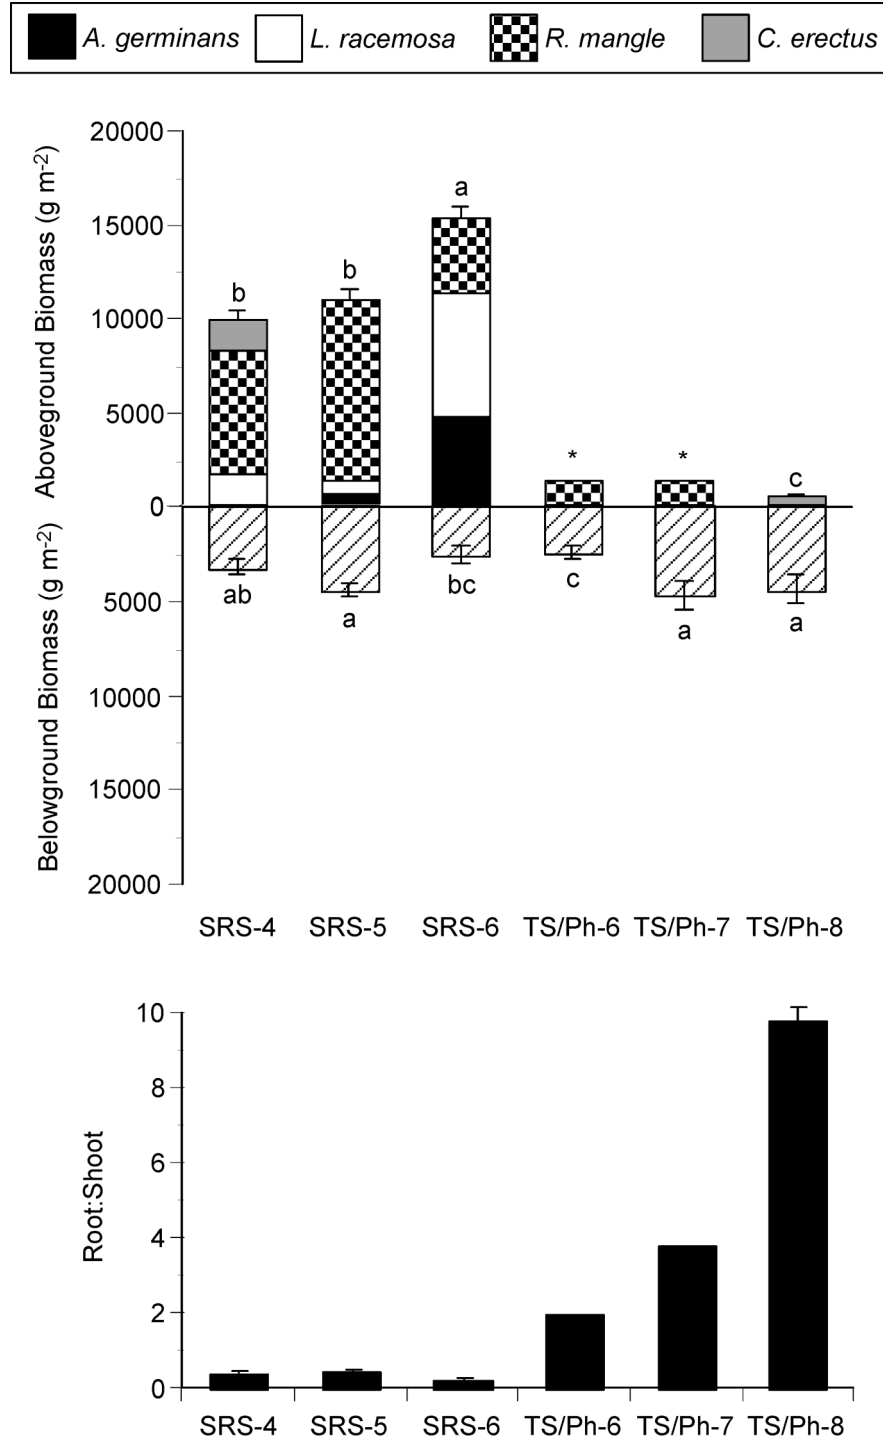 A. germinans L. racemosa R. mangle C. erectus
Aboveground Biomass (g m-2)
20000
15000
10000
5000
0
b
b
a
*
*
c
Belowground Biomass (g m-2)
5000
10000
15000
20000
ab
a
bc
c
a
a
SRS-4 SRS-5 SRS-6 TS/Ph-6 TS/Ph-7 TS/Ph-8
Root:Shoot
10
8
6
4
2
0
SRS-4 SRS-5 SRS-6 TS/Ph-6 TS/Ph-7 TS/Ph-8